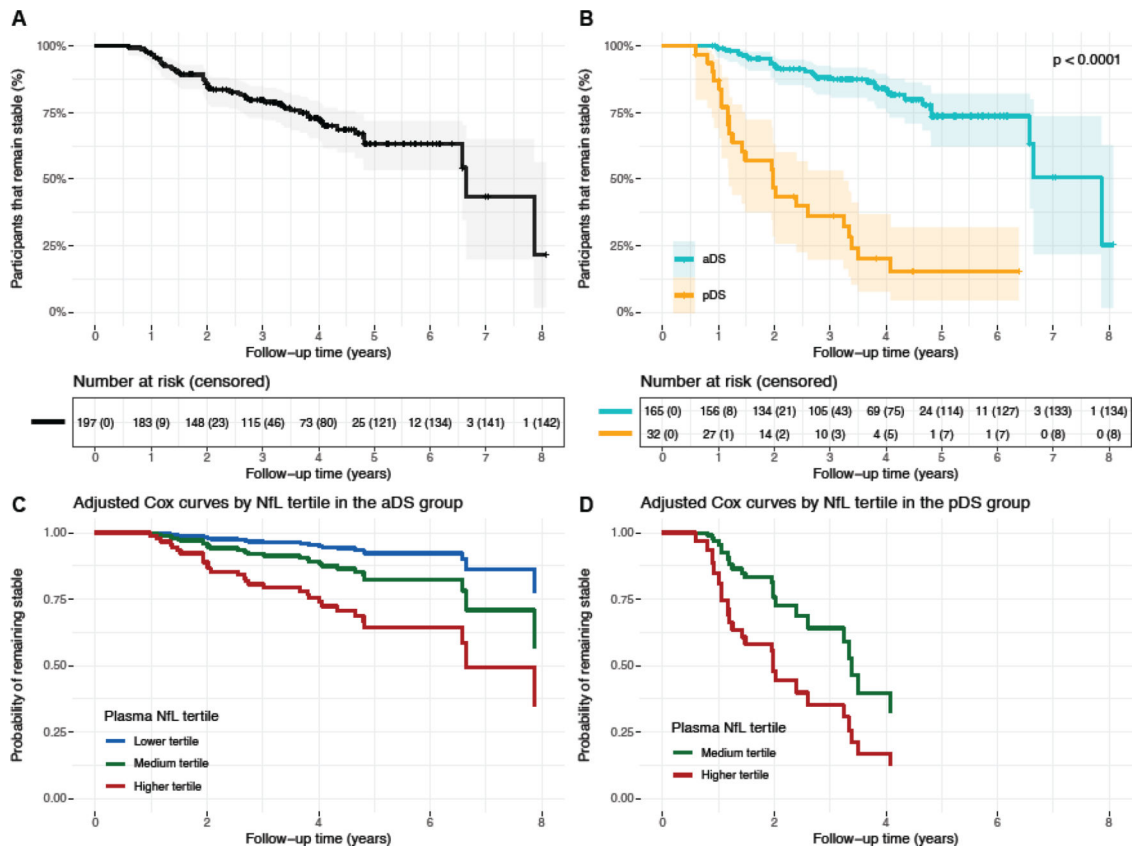 A
Participants that remain stable (%)
100%
75%
50%
25%
0%
0 1 2 3 4 5 6 7 8
Follow-up time (years)
Number at risk (censored)
197 (0) 183 (9) 148 (23) 115 (46) 73 (80) 25 (121) 12 (134) 3 (141) 1 (142)
0 1 2 3 4 5 6 7 8
Follow-up time (years)
B
Participants that remain stable (%)
100%
75%
50%
25%
0%
p < 0.0001
aDS
pDS
0 1 2 3 4 5 6 7 8
Follow-up time (years)
Number at risk (censored)
165 (0) 156 (8) 134 (21) 105 (43) 69 (75) 24 (114) 11 (127) 3 (133) 1 (134)
32 (0) 27 (1) 14 (2) 10 (3) 4 (5) 1 (7) 1 (7) 0 (8) 0 (8)
0 1 2 3 4 5 6 7 8
Follow-up time (years)
C
Adjusted Cox curves by NfL tertile in the aDS group
Probability of remaining stable
1.00
0.75
0.50
0.25
0.00
Plasma NfL tertile
Lower tertile
Medium tertile
Higher tertile
0 2 4 6 8
Follow-up time (years)
D
Adjusted Cox curves by NfL tertile in the pDS group
Probability of remaining stable
1.00
0.75
0.50
0.25
0.00
Plasma NfL tertile
Medium tertile
Higher tertile
0 2 4 6 8
Follow-up time (years)